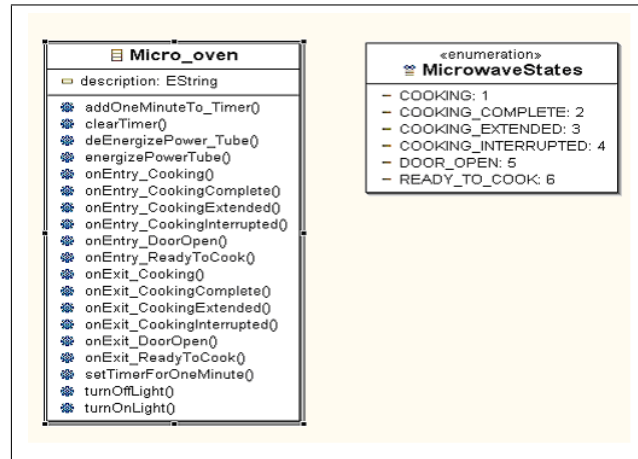 Micro_oven
description: EString
addOneMinuteTo_Timer()
clearTimer()
deEnergizePower_Tube()
energizePowerTube()
onEntry_Cooking()
onEntry_CookingComplete()
onEntry_CookingExtended()
onEntry_CookingInterrupted()
onEntry_DoorOpen()
onEntry_ReadyToCook()
onExit_Cooking()
onExit_CookingComplete()
onExit_CookingExtended()
onExit_CookingInterrupted()
onExit_DoorOpen()
onExit_ReadyToCook()
setTimerForOneMinute()
turnOffLight()
turnOnLight()
«enumeration»
MicrowaveStates
COOKING: 1
COOKING_COMPLETE: 2
COOKING_EXTENDED: 3
COOKING_INTERRUPTED: 4
DOOR_OPEN: 5
READY_TO_COOK: 6